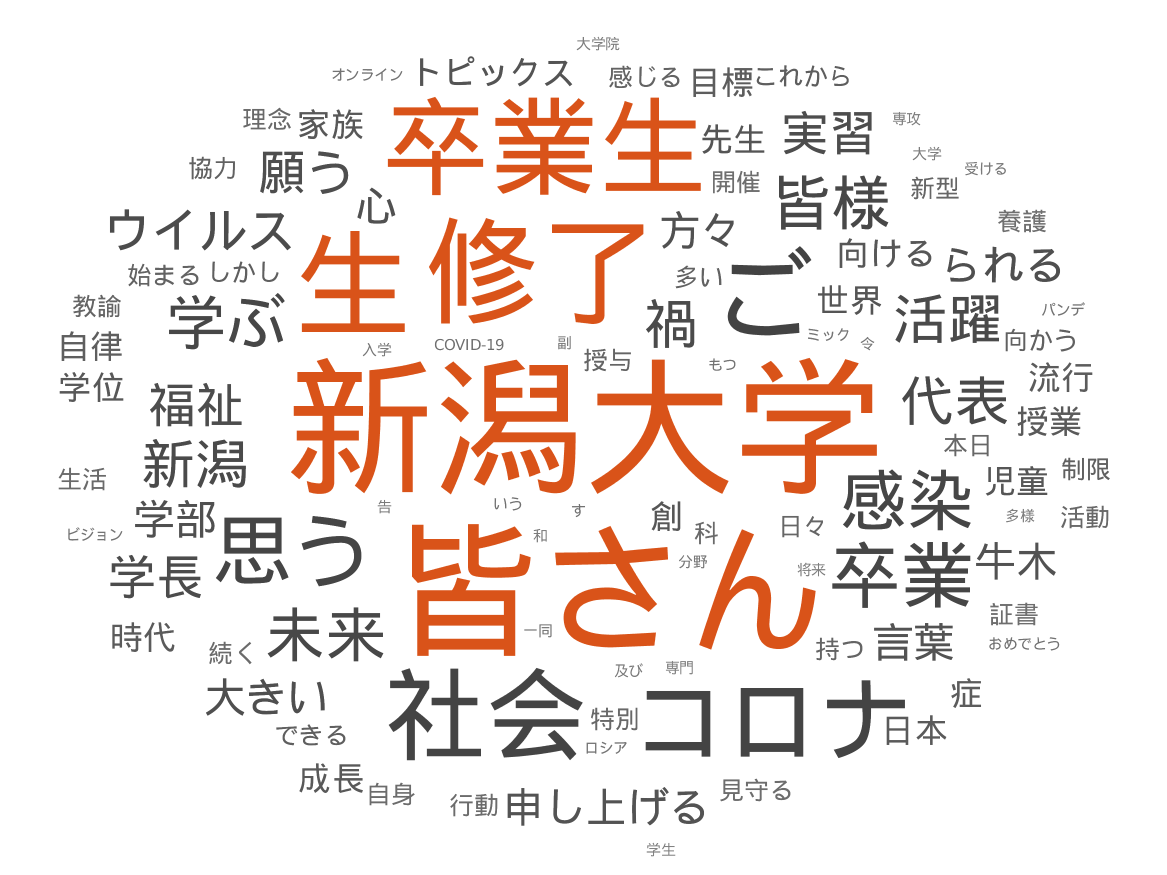 大学院
オンライン トピックス 感じる 目標 これから
理念 家族 卒業生 先生 実習 専攻
大学
協力 願う 開催 皆様 新型 受ける
心
ウイルス 生 修了 方々 養護
向ける られる
始まる しかし 多い ご
教諭 学ぶ 禍 世界 活躍 パンデ
自律 入学 COVID-19 副 授与 もつ ミック 令 向かう
学位 福祉 新潟大学 代表 流行
授業
新潟 本日
生活 感染 児童 制限
学部 告 いう す 創 日々 多様 活動
ビジョン 思う 和 科
学長 皆さん 分野 将来 卒業 牛木
証書
時代 続く 未来 一同 持つ 言葉 おめでとう
大きい 及び 専門 症
できる 社会 特別 コロナ 日本
ロシア
成長 自身 行動 申し上げる 見守る
学生